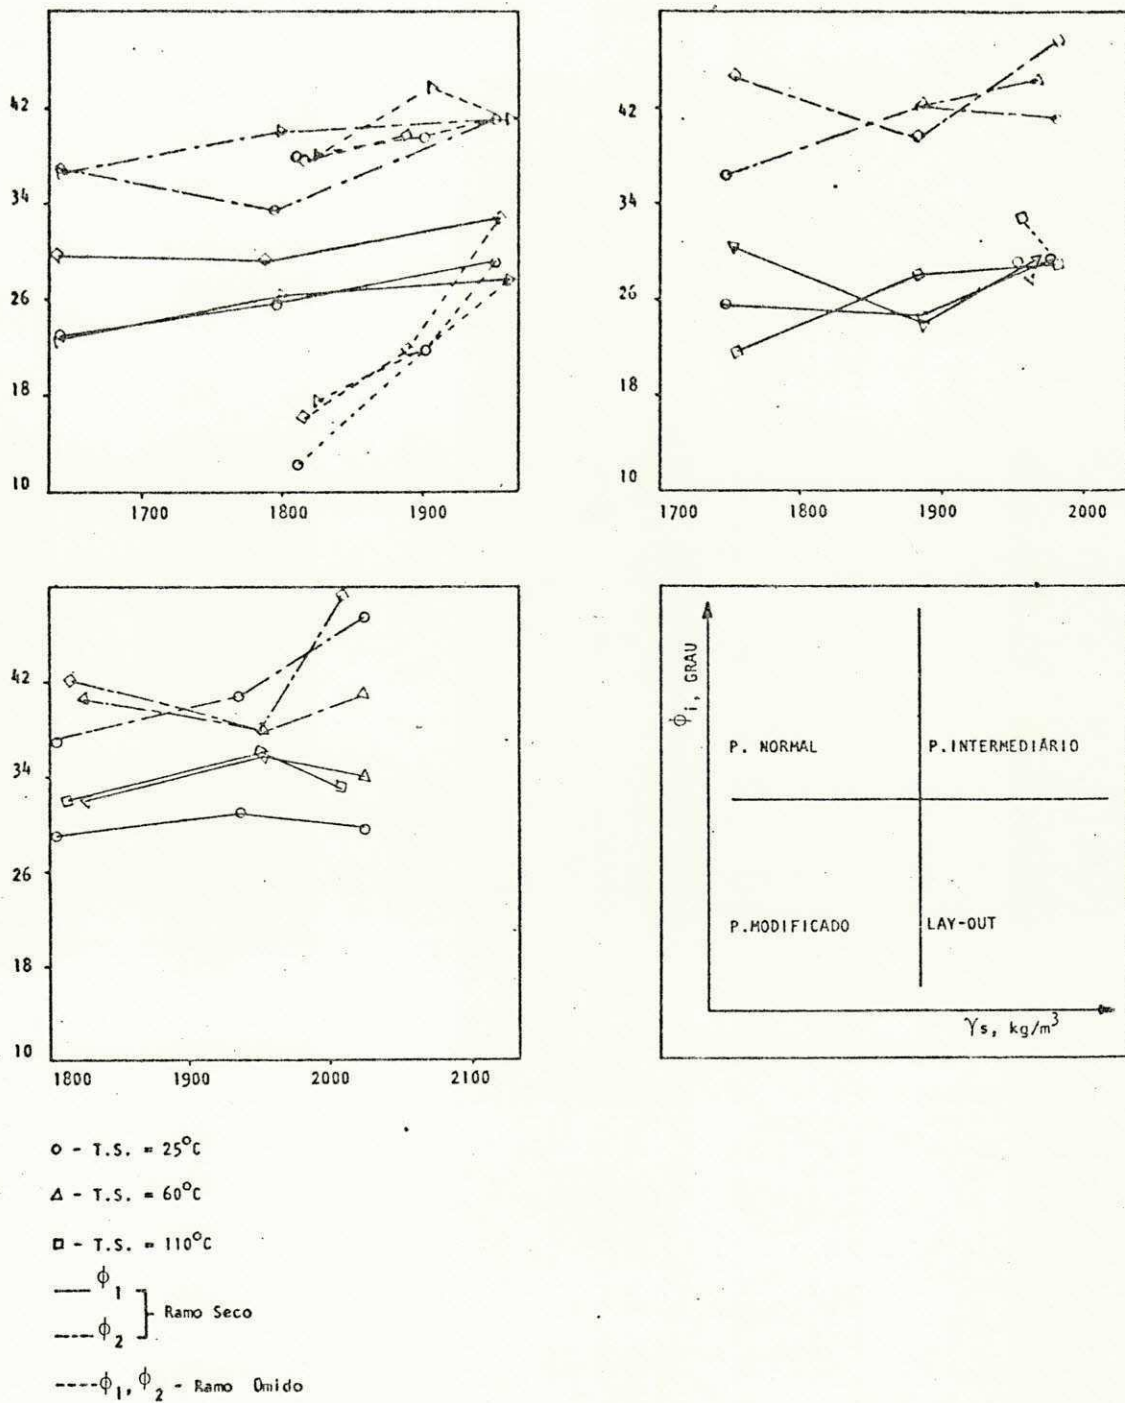 42
34
26
18
10
1700 1800 1900
42
34
26
18
10
1700 1800 1900 2000
42
34
26
18
10
1800 1900 2000 2100
ϕi, GRAU
P. NORMAL
P.INTERMEDIÁRIO
P.MODIFICADO
LAY-OUT
γs, kg/m³
O - T.S. = 25°C
Δ - T.S. = 60°C
□ - T.S. = 110°C
ϕ1
Ramo Seco
ϕ2
ϕ1, ϕ2 - Ramo Úmido